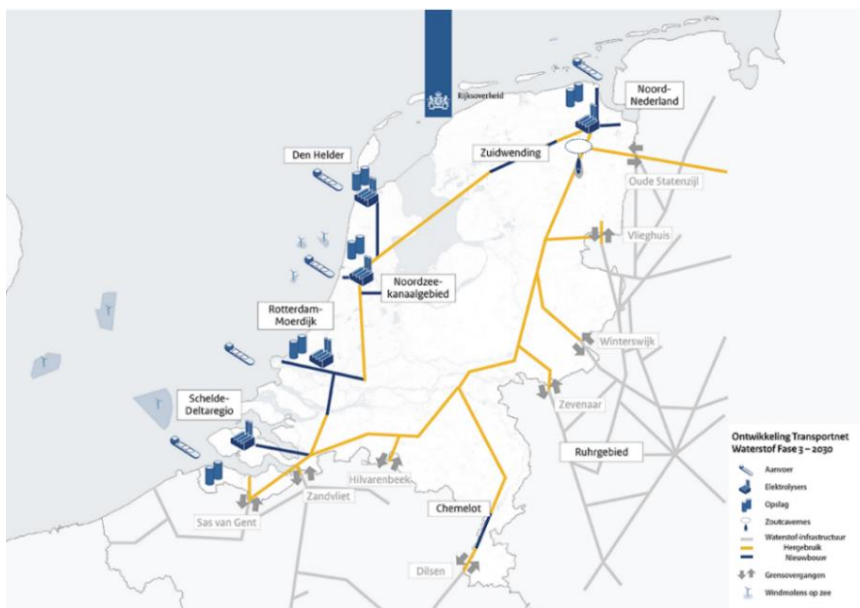 Rijksoverheid
Noord-
Nederland
Den Helder
Zuidwending
Oude Statenzijl
Vlieghuis
Noordzee-
kanaalgebied
Rotterdam-
Moerdijk
Winterswijk
Zevenaar
Schelde-
Deltaregio
Ruhrgebied
Hilvarenbeek
Zandvliet
Sas van Gent
Chemelot
Dilsen
Ontwikkeling Transportnet
Waterstof Fase 3 – 2030
Aanvoer
Elektrolysers
Opslag
Zoutcavernes
Waterstof-infrastructuur
Hergebruik
Nieuwbouw
Grensovergangen
Windmolens op zee